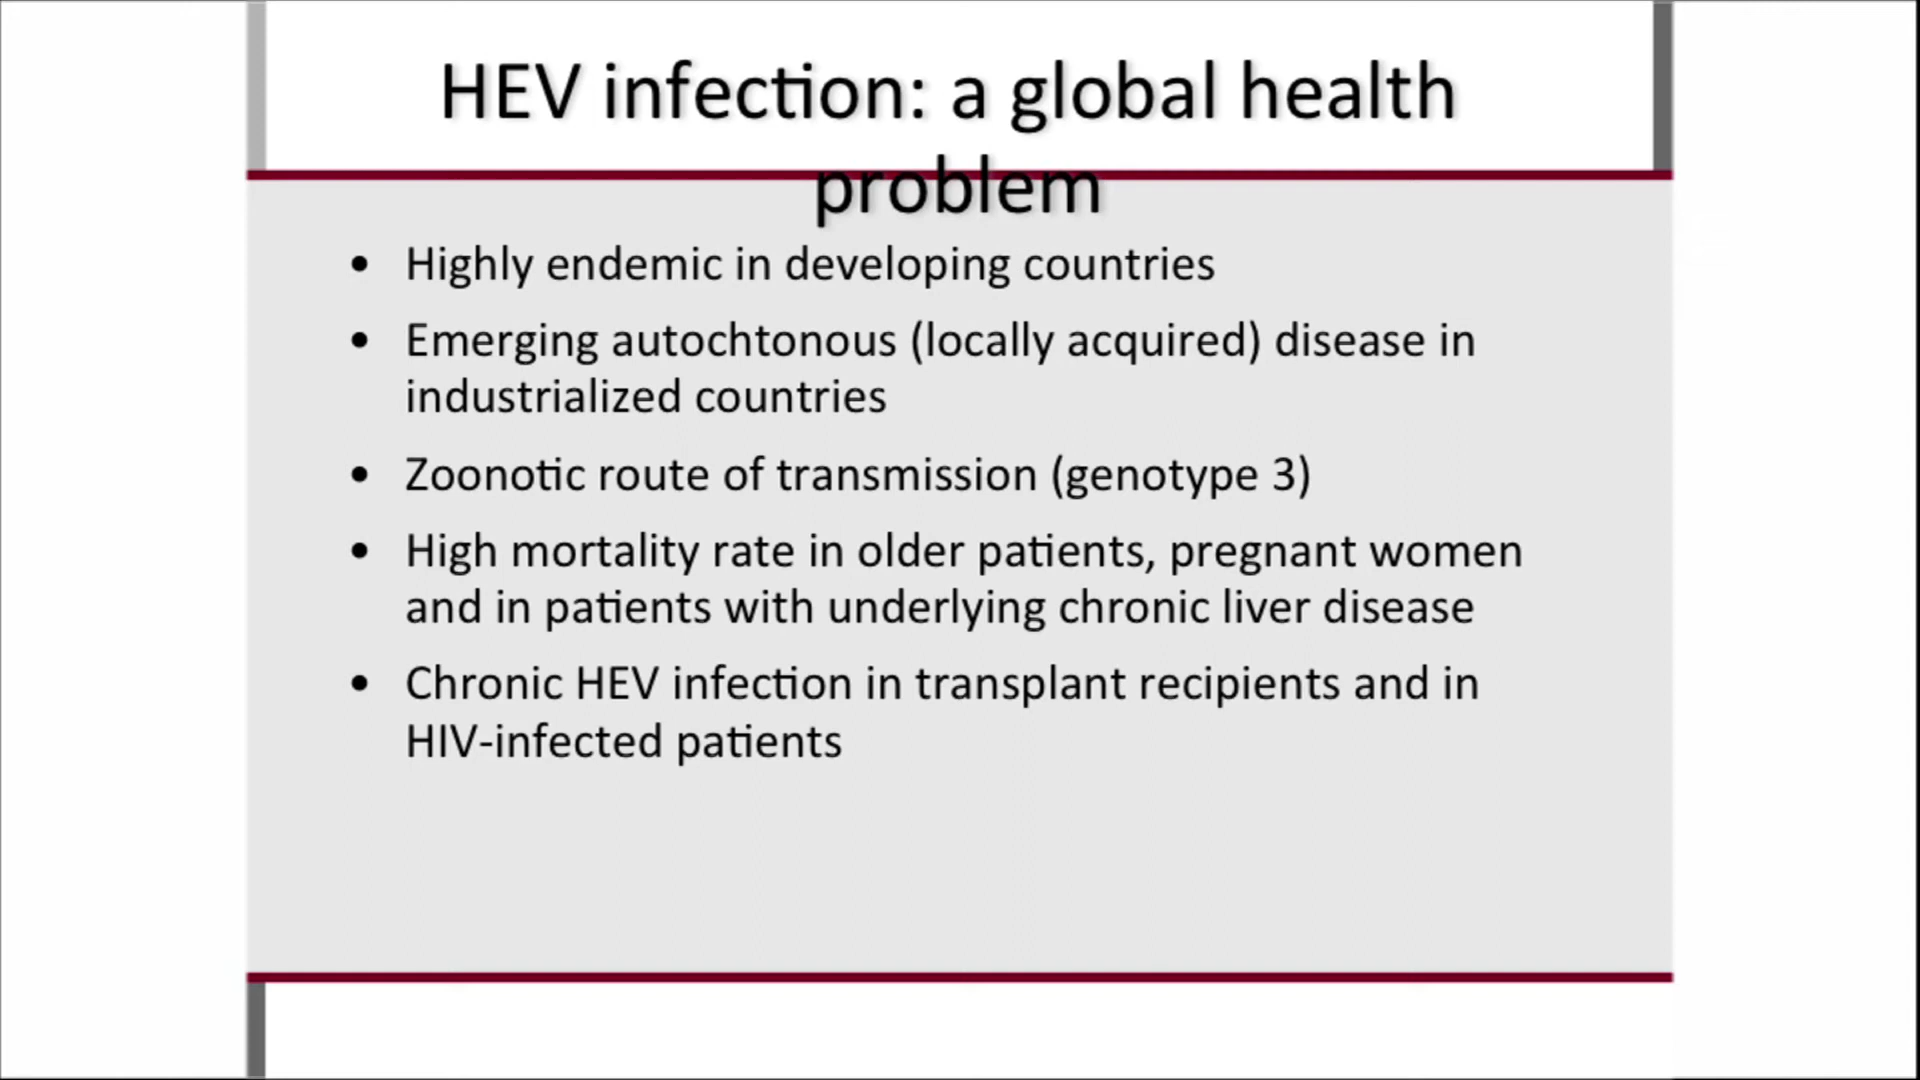 HEV infection: a global health
problem
• Highly endemic in developing countries
• Emerging autochtonous (locally acquired) disease in
industrialized countries
• Zoonotic route of transmission (genotype 3)
• High mortality rate in older patients, pregnant women
and in patients with underlying chronic liver disease
• Chronic HEV infection in transplant recipients and in
HIV-infected patients